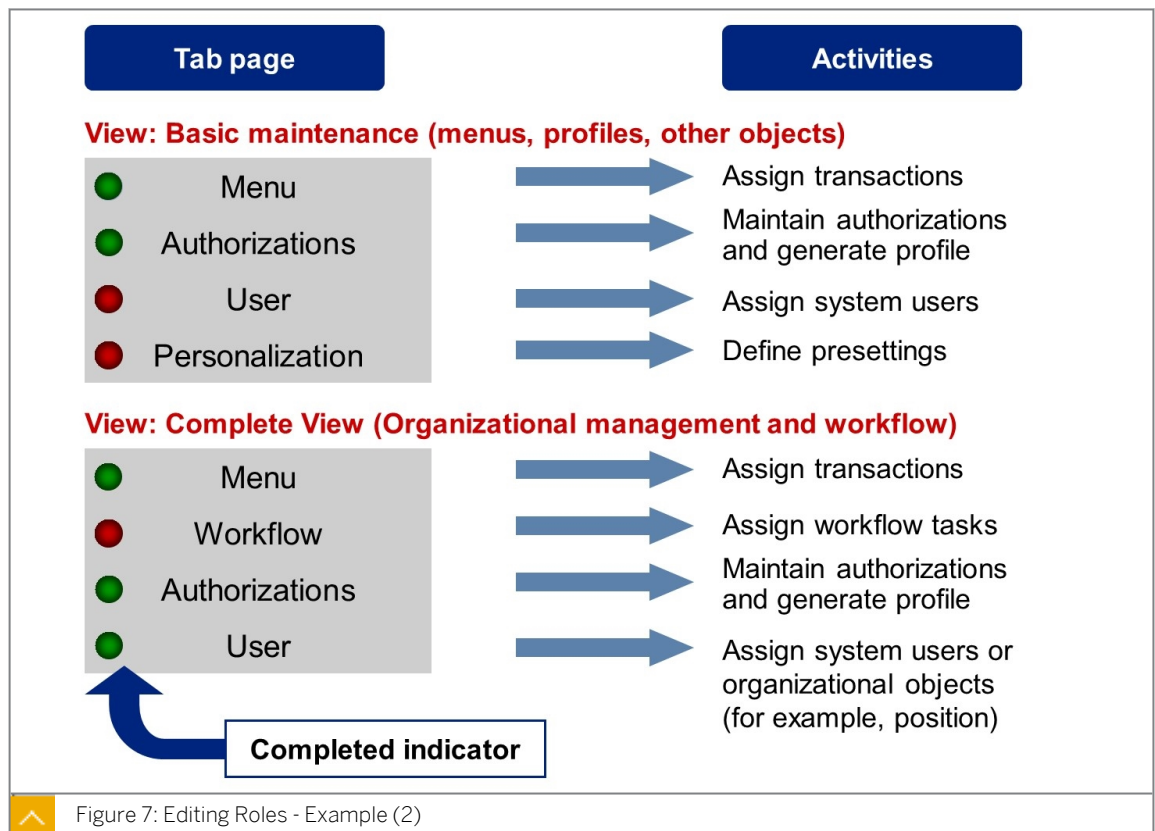 Tab page
Activities
View: Basic maintenance (menus, profiles, other objects)
Menu
Assign transactions
Authorizations
Maintain authorizations
and generate profile
User
Assign system users
Personalization
Define presettings
View: Complete View (Organizational management and workflow)
Menu
Assign transactions
Workflow
Assign workflow tasks
Authorizations
Maintain authorizations
and generate profile
User
Assign system users or
organizational objects
(for example, position)
Completed indicator
Figure 7: Editing Roles - Example (2)